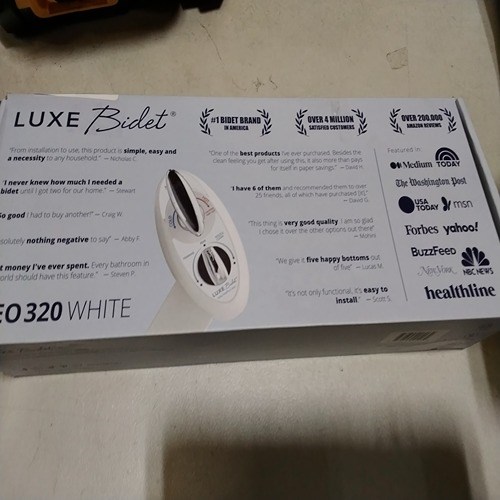 LUXE Bidet®
#1 BIDET BRAND
IN AMERICA
OVER 4 MILLION
SATISFIED CUSTOMERS
OVER 200,000
AMAZON REVIEWS
"From installation to use, this product is simple, easy and
a necessity to any household." — Nicholas C.
I never knew how much I needed a
bidet until I got two for our home." — Stewart
So good I had to buy another!" — Craig W.
nothing negative to say" — Abby F.
t money I've ever spent. Every bathroom in
should have this feature." — Steven P.
EO 320 WHITE
"One of the best products I've ever purchased. Besides the
clean feeling you get after using this, it also more than pays
for itself in paper savings." — David H.
"I have 6 of them and recommended them to over
25 friends, all of which have purchased [it]."
— David G.
"This thing is very good quality. I am so glad
I chose it over the other options out there"
"We give it five happy bottoms out
of five" — Lucas M.
"It's not only functional, it's easy to
install." — Scott S.
LUXE Bidet
Featured in
Medium TODAY
The Washington Post
USA TODAY msn
Forbes yahoo!
BuzzFeed
New York NBC NEWS
healthline